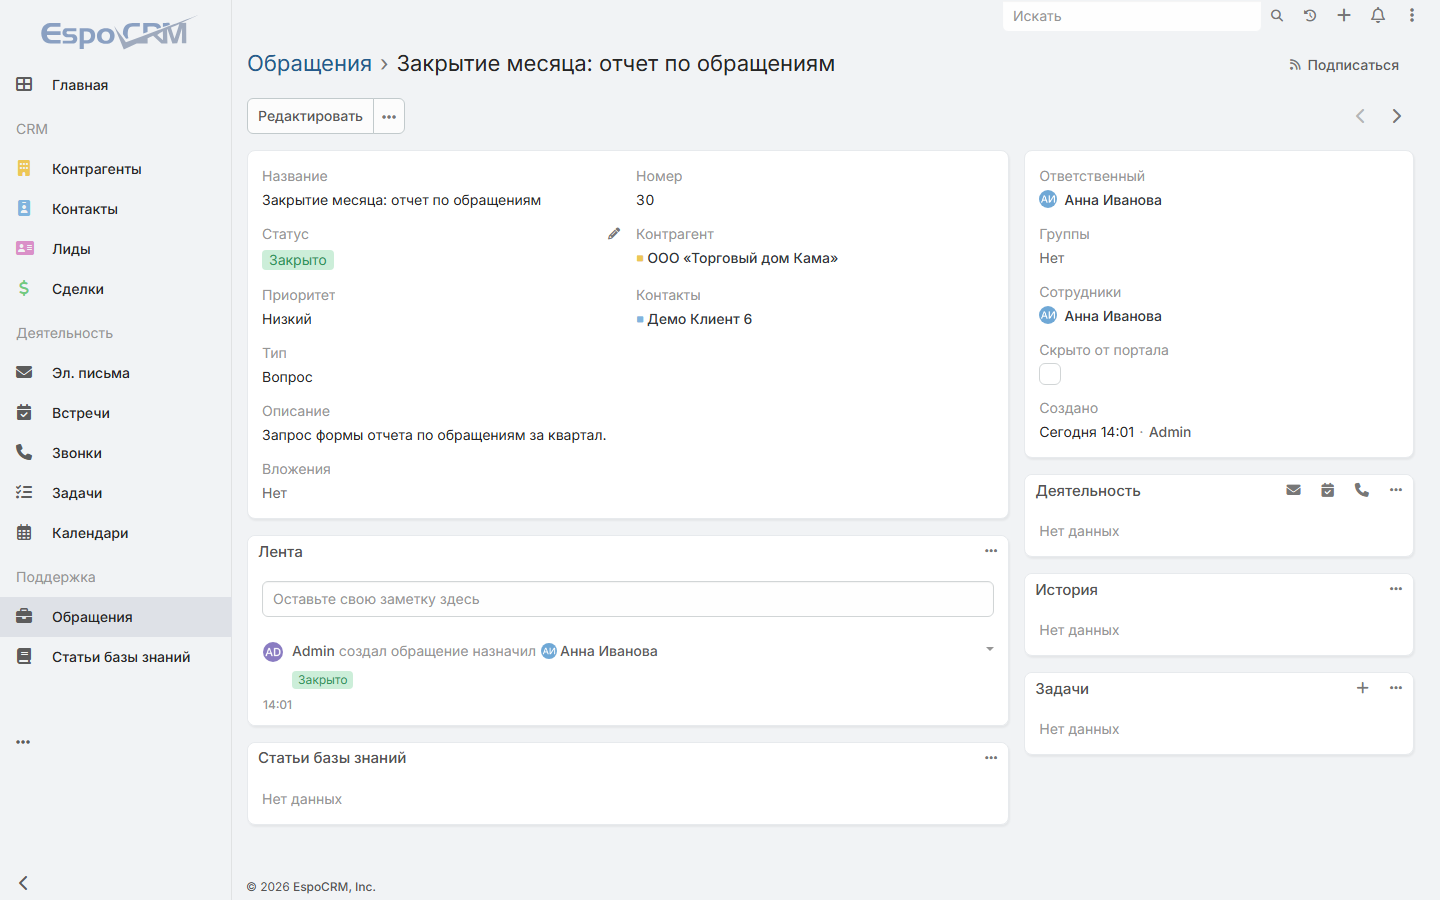 EspoCRM
Главная
CRM
Контрагенты
Контакты
Лиды
Сделки
Деятельность
Эл. письма
Встречи
Звонки
Задачи
Календари
Поддержка
Обращения
Статьи базы знаний
Искать
Обращения › Закрытие месяца: отчет по обращениям
Подписаться
Редактировать
Название
Закрытие месяца: отчет по обращениям
Номер
30
Статус
Закрыто
Контрагент
ООО «Торговый дом Кама»
Приоритет
Низкий
Контакты
Демо Клиент 6
Тип
Вопрос
Описание
Запрос формы отчета по обращениям за квартал.
Вложения
Нет
Лента
Оставьте свою заметку здесь
AD Admin создал обращение назначил АИ Анна Иванова
Закрыто
14:01
Статьи базы знаний
Нет данных
Ответственный
АИ Анна Иванова
Группы
Нет
Сотрудники
АИ Анна Иванова
Скрыто от портала
Создано
Сегодня 14:01 · Admin
Деятельность
Нет данных
История
Нет данных
Задачи
Нет данных
© 2026 EspoCRM, Inc.